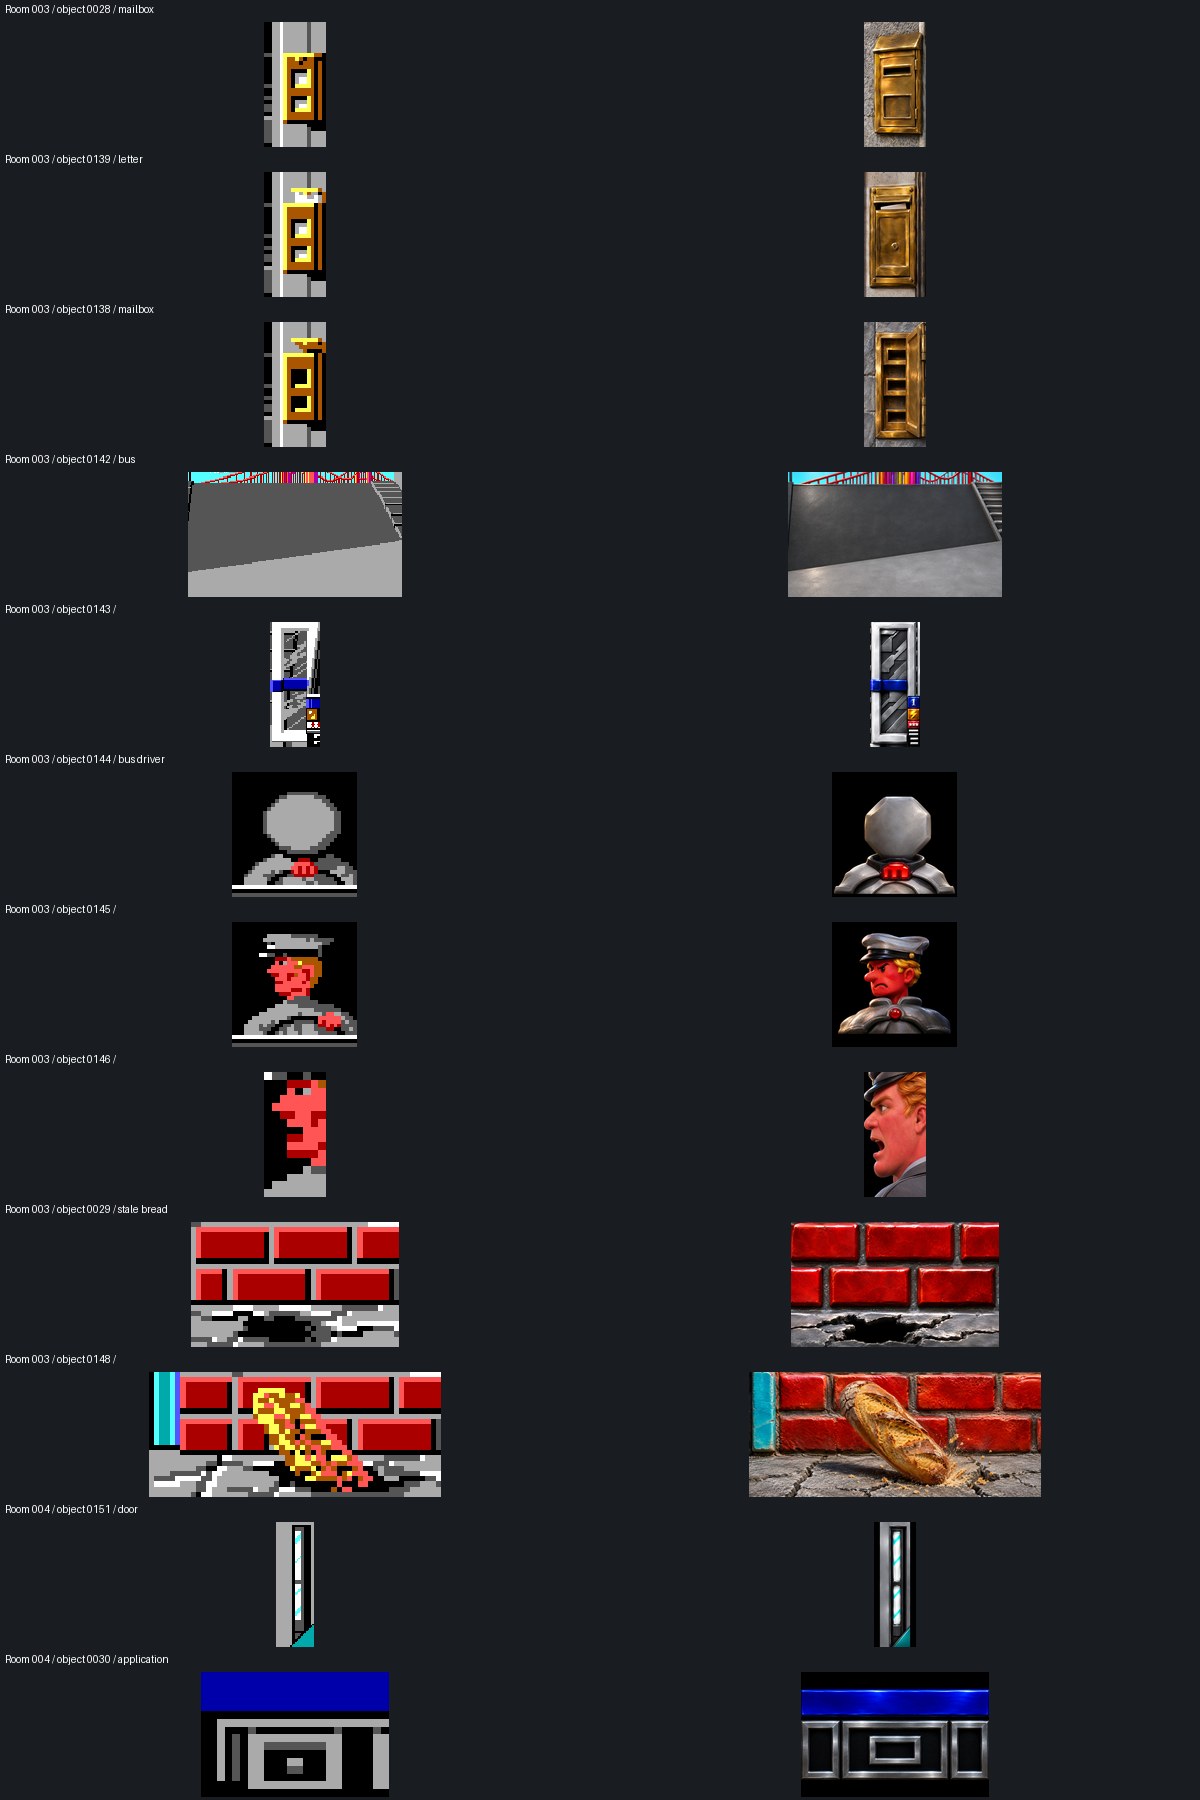 Room 003 / object 0028 / mailbox
Room 003 / object 0139 / letter
Room 003 / object 0138 / mailbox
Room 003 / object 0142 / bus
Room 003 / object 0143 /
1
Room 003 / object 0144 / bus driver
Room 003 / object 0145 /
Room 003 / object 0146 /
Room 003 / object 0029 / stale bread
Room 003 / object 0148 /
Room 004 / object 0151 / door
Room 004 / object 0030 / application